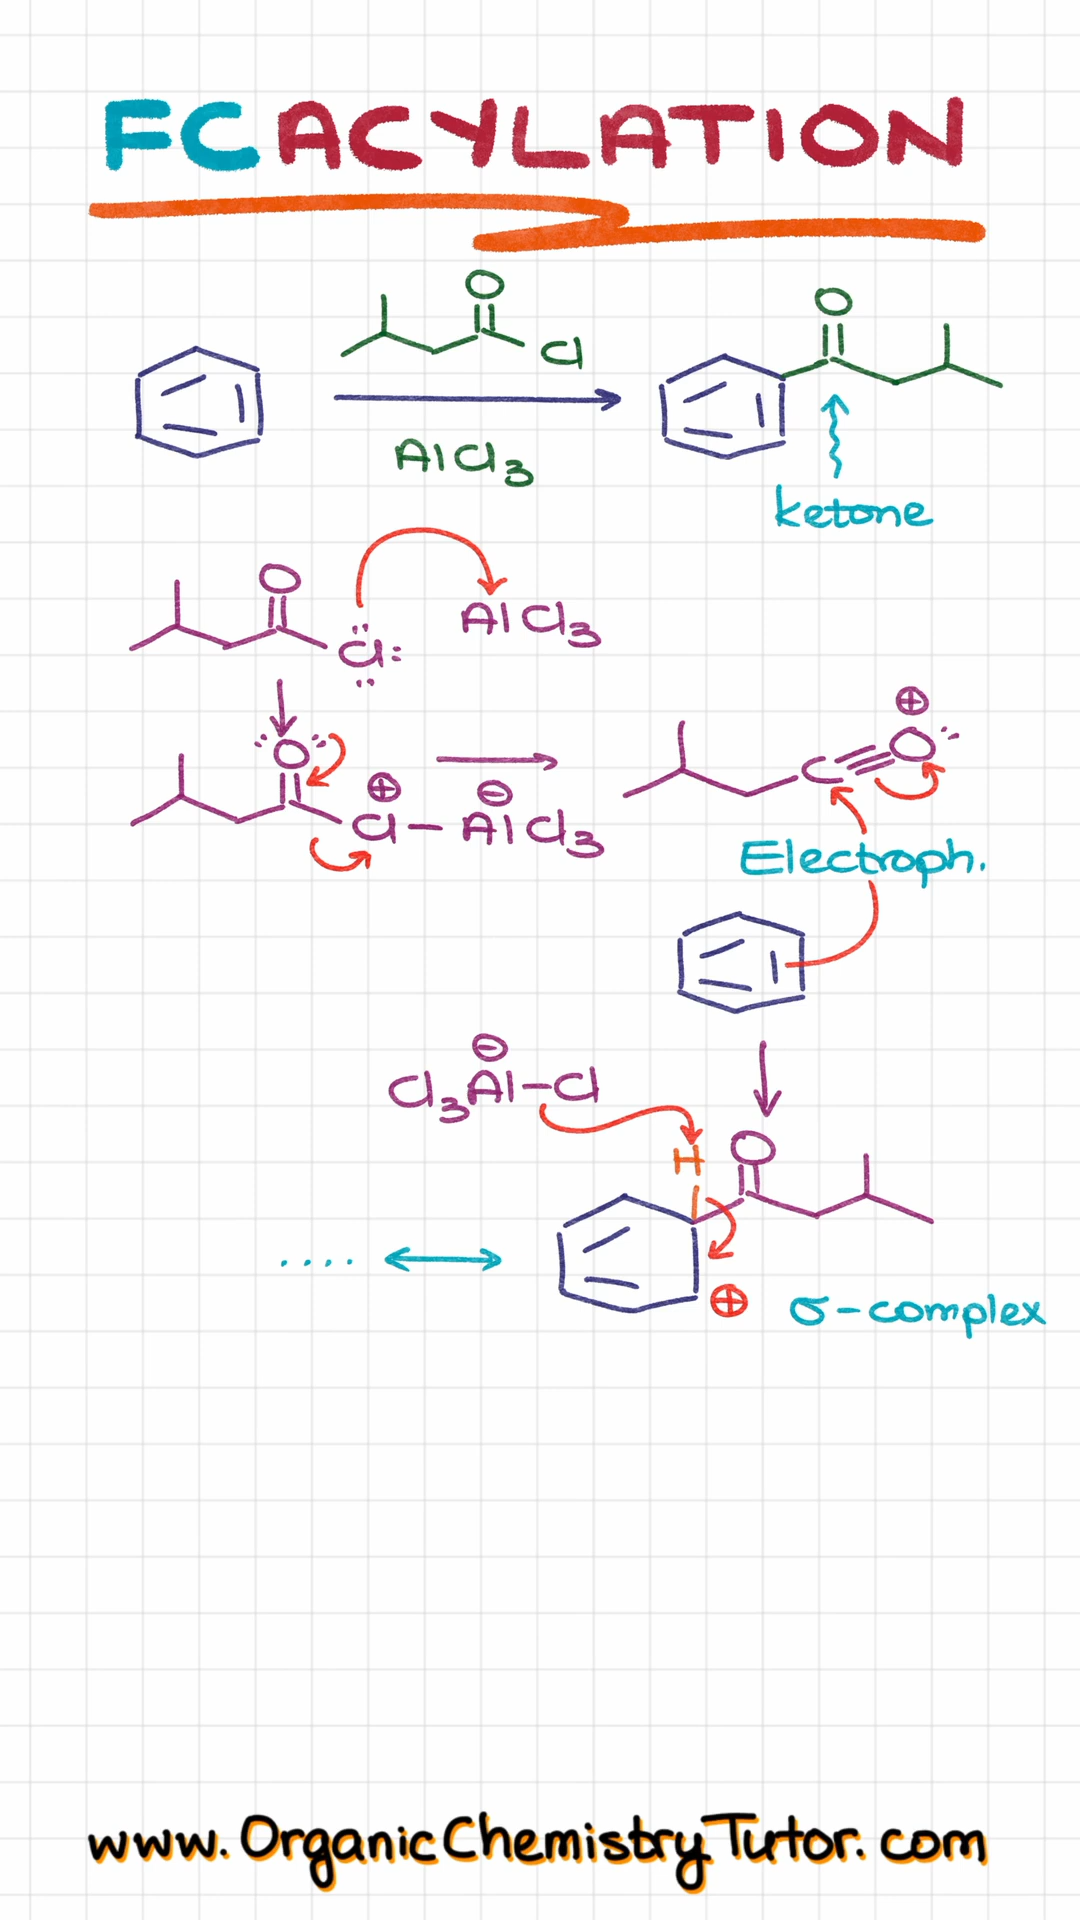 FC ACYLATION
O
Cl
AlCl3
O
ketone
O
Cl
AlCl3
O
⊕
Cl–AlCl3
⊖
C≡O
⊕
Electroph.
⊖
Cl3Al–Cl
H
O
.... ↔
⊕
σ-complex
www.OrganicChemistryTutor.com